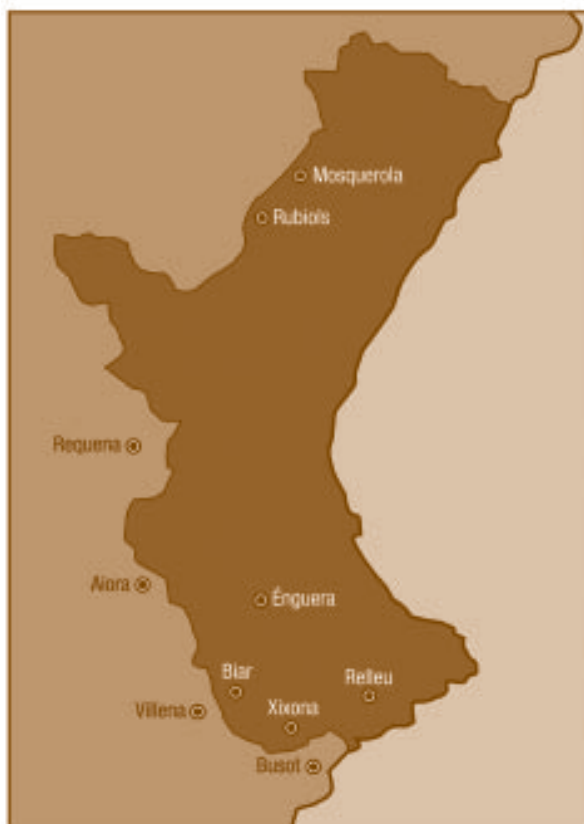 Mosquerola
Rubiols
Requena
Aiora
Énguera
Biar
Relleu
Villena
Xixona
Busot